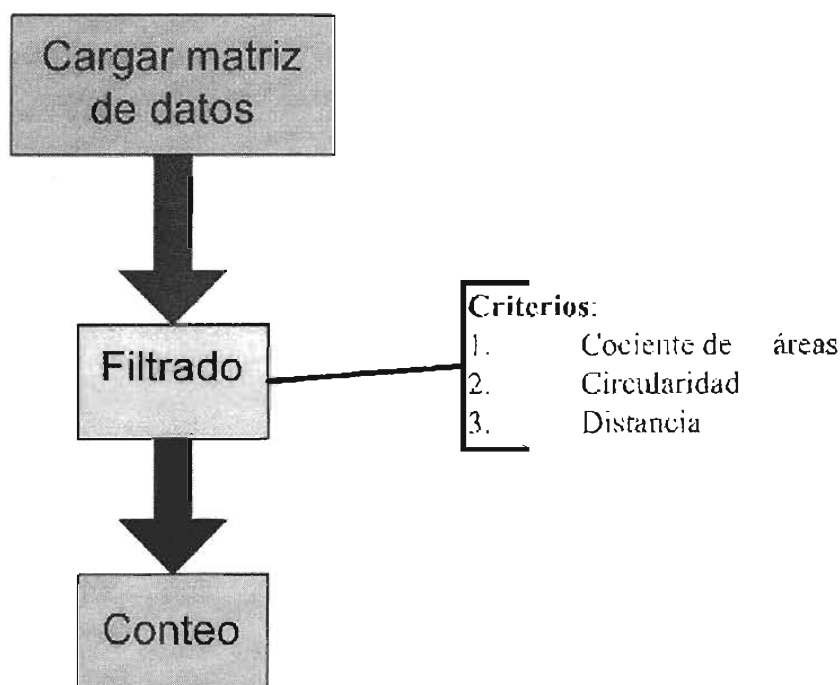 Cargar matriz
de datos
Filtrado
Criterios:
1. Cociente de áreas
2. Circularidad
3. Distancia
Conteo